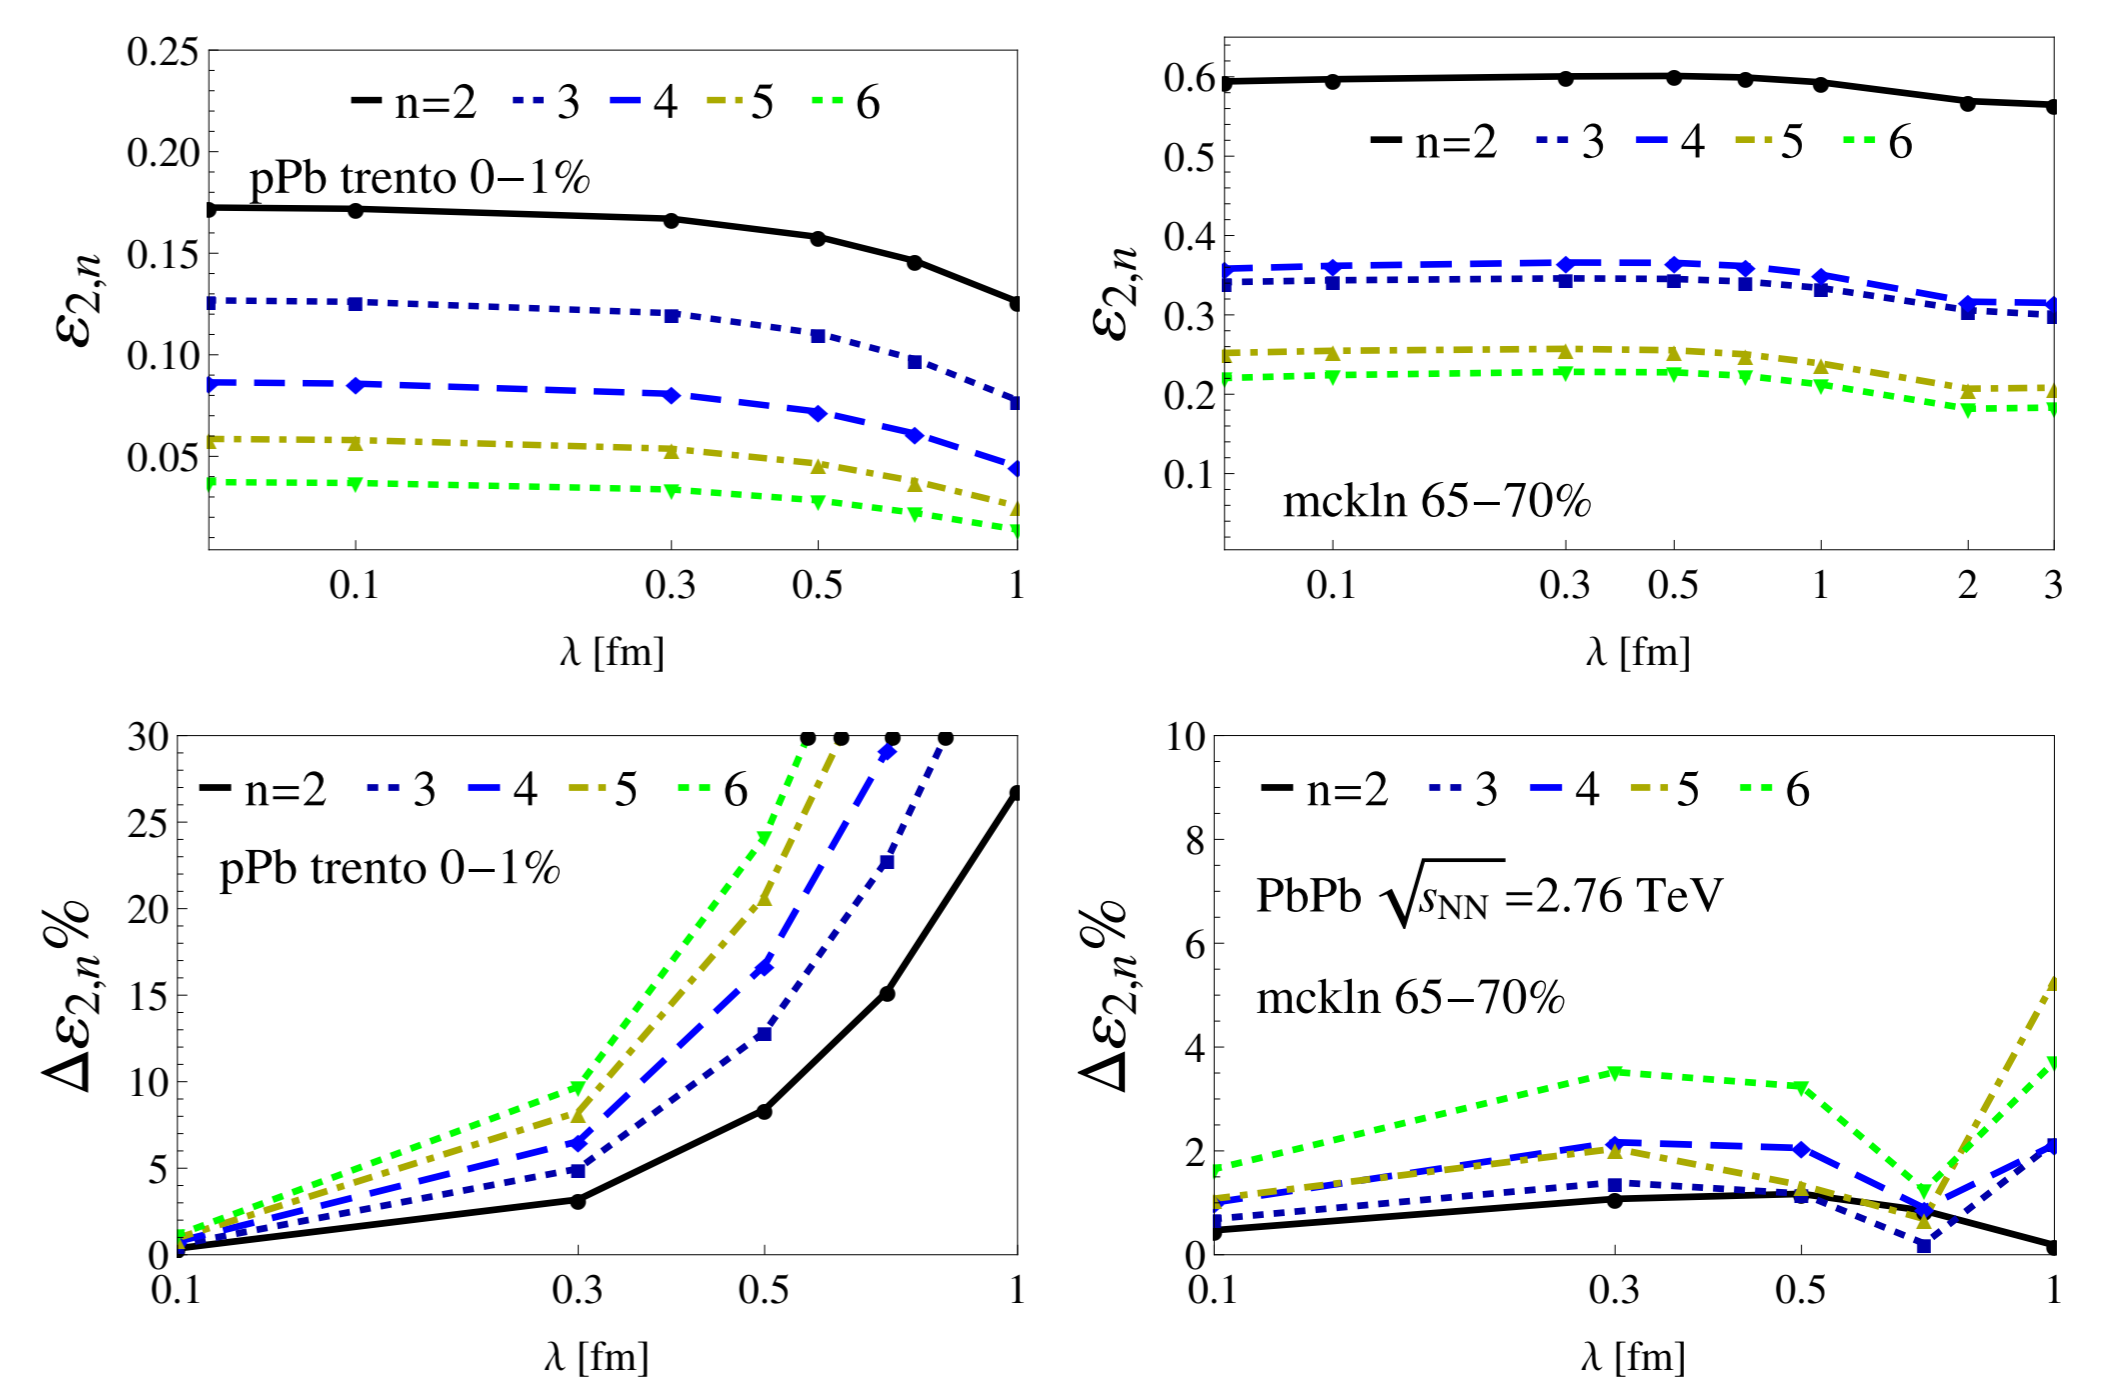 0.25
0.20
0.15
0.10
0.05
n=2 3 4 5 6
pPb trento 0−1%
ε2,n
0.1 0.3 0.5 1
λ [fm]
0.6
0.5
0.4
0.3
0.2
0.1
n=2 3 4 5 6
mckln 65−70%
ε2,n
0.1 0.3 0.5 1 2 3
λ [fm]
30
25
20
15
10
5
0
n=2 3 4 5 6
pPb trento 0−1%
Δε2,n%
0.1 0.3 0.5 1
λ [fm]
10
8
6
4
2
0
n=2 3 4 5 6
PbPb √sNN =2.76 TeV
mckln 65−70%
Δε2,n%
0.1 0.3 0.5 1
λ [fm]